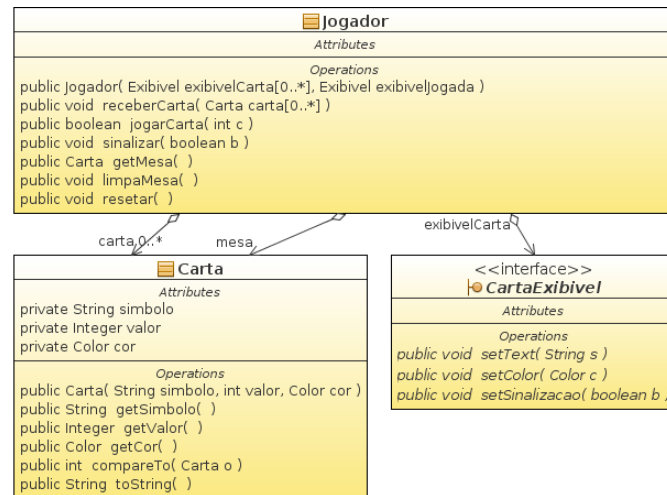 Jogador
Attributes
Operations
public Jogador( Exibivel exibivelCarta[0..*], Exibivel exibivelJogada )
public void receberCarta( Carta carta[0..*] )
public boolean jogarCarta( int c )
public void sinalizar( boolean b )
public Carta getMesa( )
public void limpaMesa( )
public void resetar( )
carta,0..*
mesa
exibivelCarta
Carta
Attributes
private String simbolo
private Integer valor
private Color cor
Operations
public Carta( String simbolo, int valor, Color cor )
public String getSimbolo( )
public Integer getValor( )
public Color getCor( )
public int compareTo( Carta o )
public String toString( )
<<interface>>
CartaExibivel
Attributes
Operations
public void setText( String s )
public void setColor( Color c )
public void setSinalizacao( boolean b )